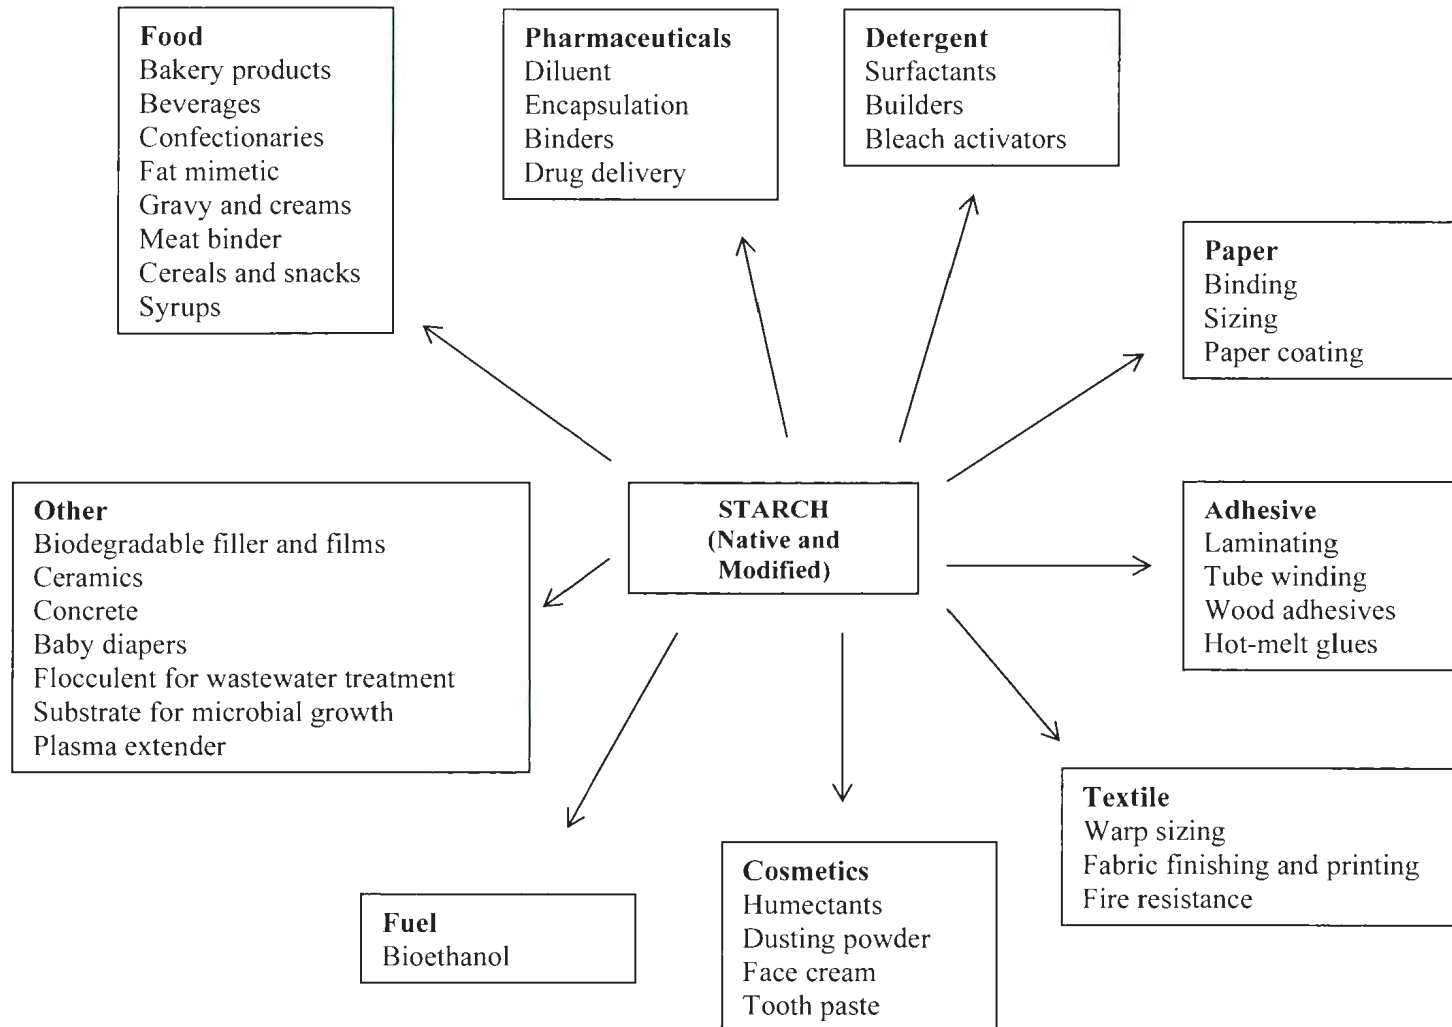 Food
Bakery products
Beverages
Confectionaries
Fat mimetic
Gravy and creams
Meat binder
Cereals and snacks
Syrups
Pharmaceuticals
Diluent
Encapsulation
Binders
Drug delivery
Detergent
Surfactants
Builders
Bleach activators
Paper
Binding
Sizing
Paper coating
STARCH
(Native and
Modified)
Other
Biodegradable filler and films
Ceramics
Concrete
Baby diapers
Flocculent for wastewater treatment
Substrate for microbial growth
Plasma extender
Adhesive
Laminating
Tube winding
Wood adhesives
Hot-melt glues
Textile
Warp sizing
Fabric finishing and printing
Fire resistance
Cosmetics
Humectants
Dusting powder
Face cream
Tooth paste
Fuel
Bioethanol